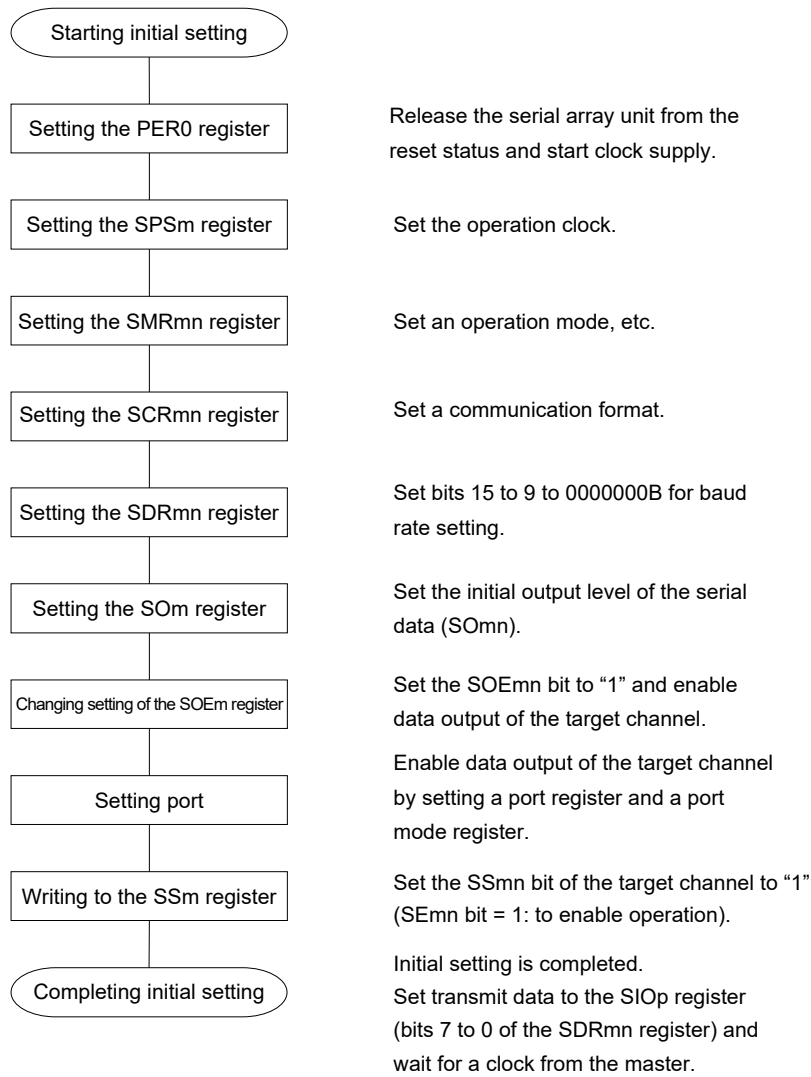 Starting initial setting
Setting the PER0 register
Release the serial array unit from the
reset status and start clock supply.
Setting the SPSm register
Set the operation clock.
Setting the SMRmn register
Set an operation mode, etc.
Setting the SCRmn register
Set a communication format.
Setting the SDRmn register
Set bits 15 to 9 to 0000000B for baud
rate setting.
Setting the SOm register
Set the initial output level of the serial
data (SOmn).
Changing setting of the SOEm register
Set the SOEmn bit to “1” and enable
data output of the target channel.
Setting port
Enable data output of the target channel
by setting a port register and a port
mode register.
Writing to the SSm register
Set the SSmn bit of the target channel to “1”
(SEmn bit = 1: to enable operation).
Completing initial setting
Initial setting is completed.
Set transmit data to the SIOp register
(bits 7 to 0 of the SDRmn register) and
wait for a clock from the master.